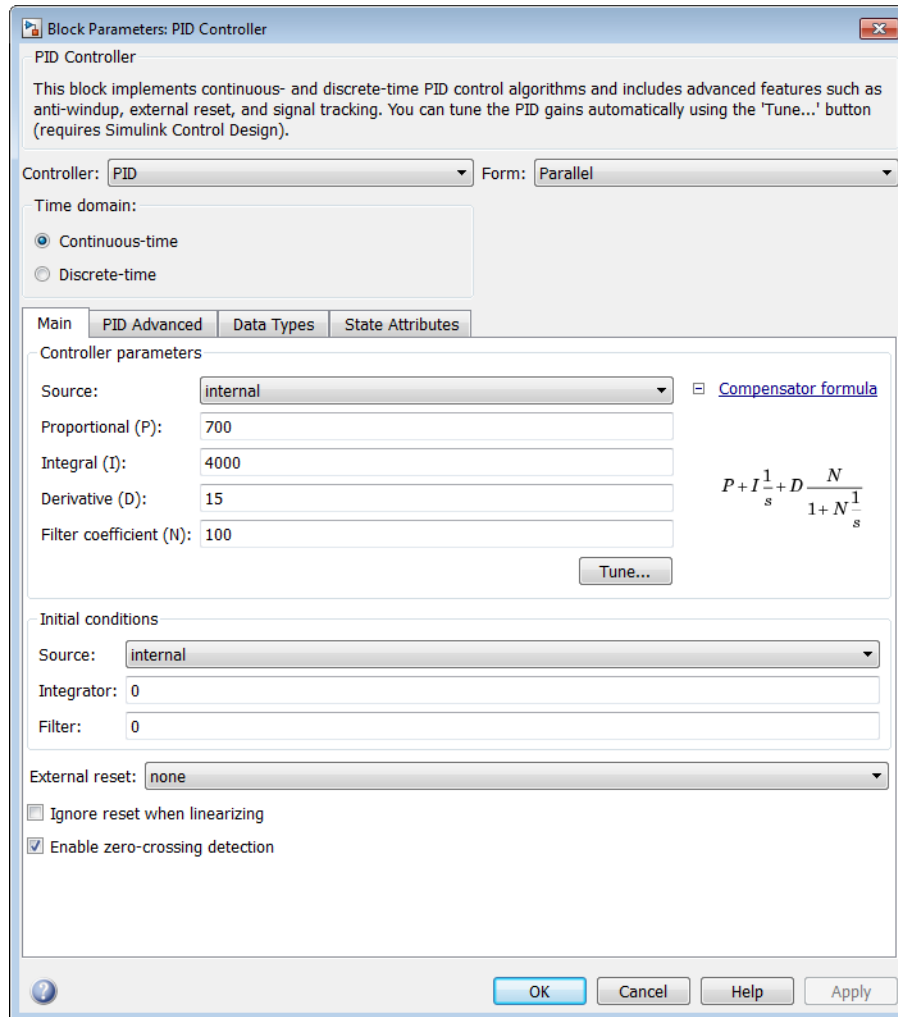 Block Parameters: PID Controller
PID Controller
This block implements continuous- and discrete-time PID control algorithms and includes advanced features such as
anti-windup, external reset, and signal tracking. You can tune the PID gains automatically using the 'Tune...' button
(requires Simulink Control Design).
Controller: PID Form: Parallel
Time domain:
Continuous-time
Discrete-time
Main PID Advanced Data Types State Attributes
Controller parameters
Source: internal Compensator formula
Proportional (P): 700
Integral (I): 4000
Derivative (D): 15
Filter coefficient (N): 100
P + I 1/s + D N/(1 + N 1/s)
Tune...
Initial conditions
Source: internal
Integrator: 0
Filter: 0
External reset: none
Ignore reset when linearizing
Enable zero-crossing detection
? OK Cancel Help Apply